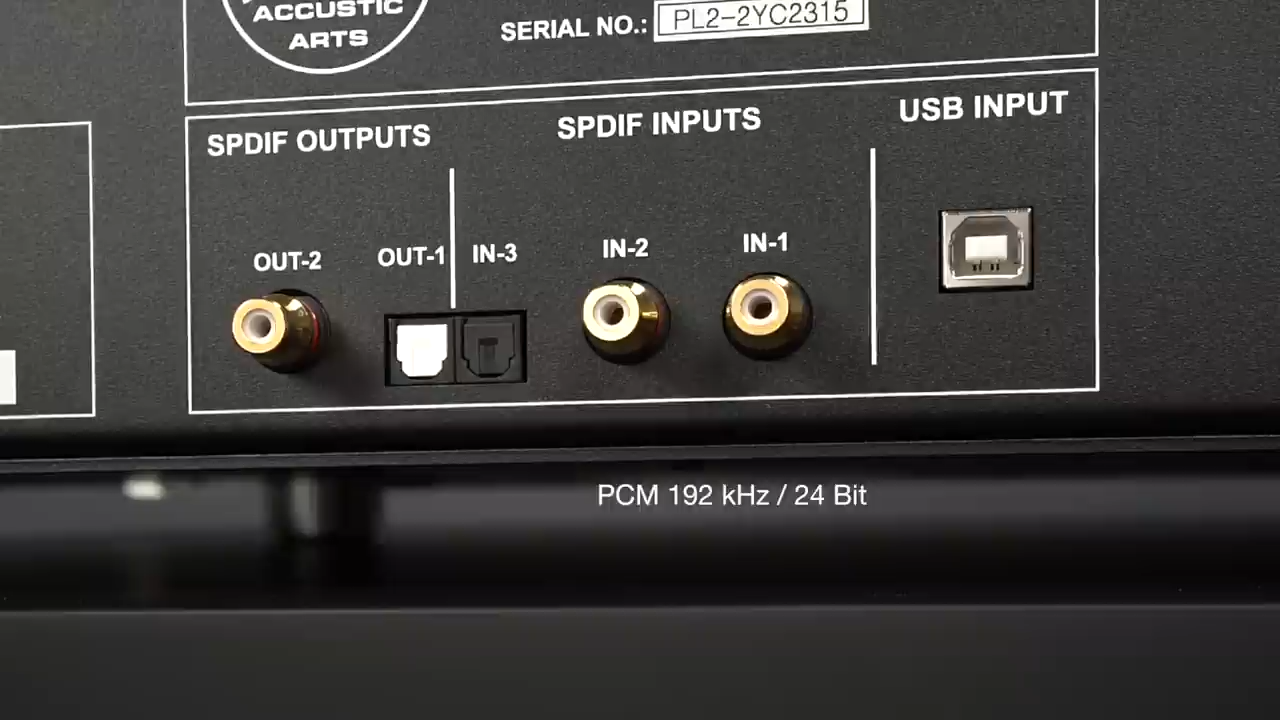 ACCUSTIC
ARTS
SERIAL NO.: PL2-2YC2315
SPDIF OUTPUTS
SPDIF INPUTS
USB INPUT
OUT-2
OUT-1
IN-3
IN-2
IN-1
PCM 192 kHz / 24 Bit